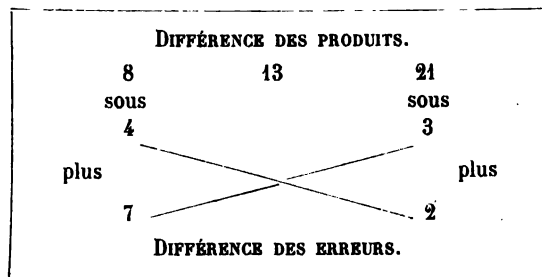 DIFFÉRENCE DES PRODUITS.
8 13 21
sous sous
4 3
plus plus
7 2
DIFFÉRENCE DES ERREURS.